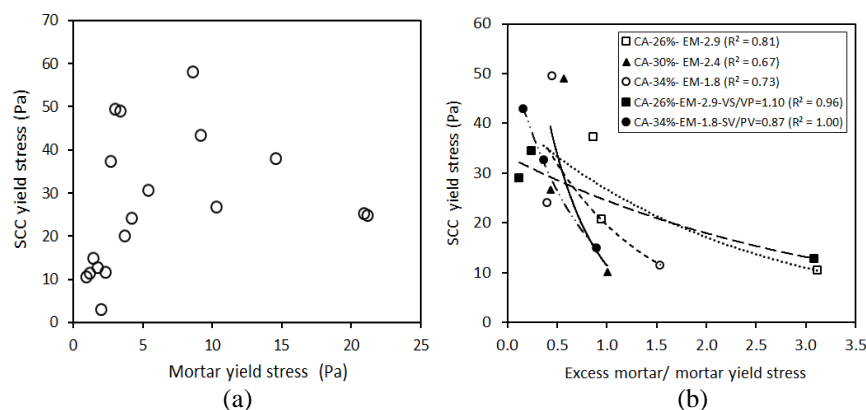 70
60
50
40
30
20
10
0
SCC yield stress (Pa)
0
5
10
15
20
25
Mortar yield stress (Pa)
(a)
60
50
40
30
20
10
0
SCC yield stress (Pa)
CA-26%- EM-2.9 (R² = 0.81)
CA-30%- EM-2.4 (R² = 0.67)
CA-34%- EM-1.8 (R² = 0.73)
CA-26%-EM-2.9-VS/VP=1.10 (R² = 0.96)
CA-34%-EM-1.8-SV/PV=0.87 (R² = 1.00)
0.0
0.5
1.0
1.5
2.0
2.5
3.0
3.5
Excess mortar/ mortar yield stress
(b)